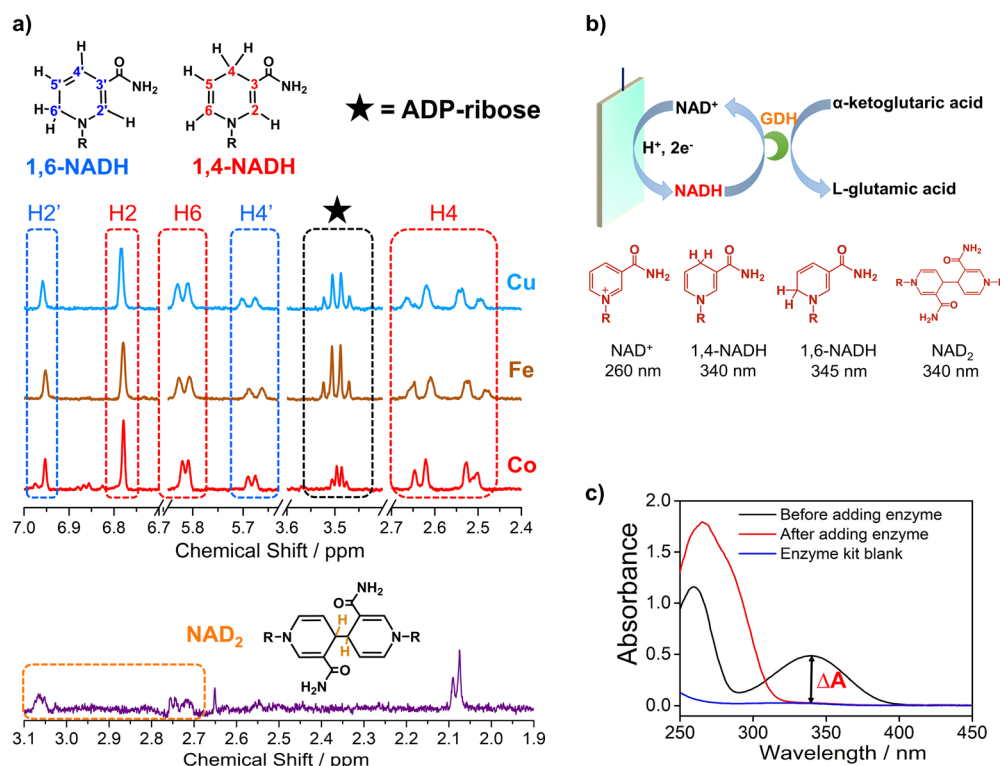 a)
H
H
4'
5'
3'
O
NH₂
H
6'
2'
H
N
H
R
1,6-NADH
H
H
4
H
5
3
O
NH₂
6
2
H
N
H
R
1,4-NADH
★ = ADP-ribose
H2’
H2
H6
H4’
H4
Cu
Fe
Co
7.0 6.9 6.8 6.7 5.8 5.7 3.6 3.5 2.7 2.6 2.5 2.4
Chemical Shift / ppm
NAD₂
O
NH₂
R-N
H
H
N-R
O
NH₂
3.1 3.0 2.9 2.8 2.7 2.6 2.5 2.4 2.3 2.2 2.1 2.0 1.9
Chemical Shift / ppm
b)
NAD⁺
H⁺, 2e⁻
NADH
GDH
α-ketoglutaric acid
L-glutamic acid
O
NH₂
N
+
R
H H
O
NH₂
N
R
O
NH₂
H
H
N
R
NH₂
O
R-N
N-R
O
H₂N
NAD⁺
260 nm
1,4-NADH
340 nm
1,6-NADH
345 nm
NAD₂
340 nm
c)
Absorbance
2.0
1.5
1.0
0.5
0.0
Before adding enzyme
After adding enzyme
Enzyme kit blank
ΔA
250 300 350 400 450
Wavelength / nm